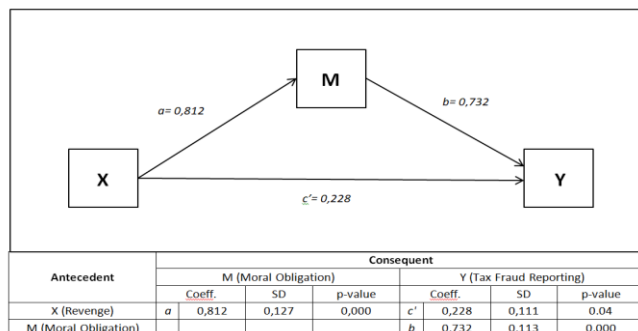 M
a= 0,812
b= 0,732
X
Y
c'= 0,228
Antecedent
Consequent
M (Moral Obligation) Y (Tax Fraud Reporting)
Coeff. SD p-value Coeff. SD p-value
X (Revenge) a 0,812 0,127 0,000 c' 0,228 0,111 0.04
M (Moral Obligation) b 0,732 0,113 0,000